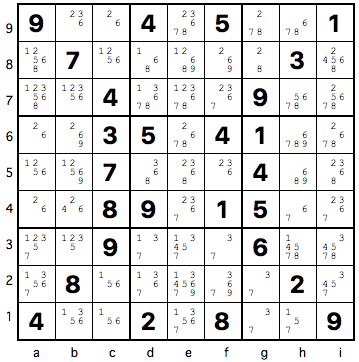 2 3 2 2 3 2
9 9 6 6 4 6 5 6 1
7 8 7 8 7 8
1 2 1 2 1 1 2 2 2 2
8 5 6 7 5 6 6 6 6 3 4 5 6
8 8 8 9 9 8 8
1 2 3 1 2 3 1 3 1 2 3 2 3 2
7 5 6 5 6 4 6 6 6 9 5 6 5 6
8 7 8 7 8 7 7 8 7 8
2 2 2 2
6 6 6 3 5 6 4 1 6 6
9 7 8 7 8 9 7 8
1 2 1 2 3 2 3 2 3 2 3
5 5 6 5 6 7 6 6 6 4 6 6
9 8 8 8 9 8
2 2 2 3 2 3
4 6 4 6 8 9 6 1 5 6 6
7 7 7
1 2 3 1 2 3 1 3 1 3 3 1 3
3 5 5 9 4 5 6 4 5 4 5
7 7 7 7 7 8 7 8
1 3 1 1 3 1 3 3 3 3
2 5 6 8 5 6 6 4 5 6 6 2 4 5
7 7 7 9 7 9 7 7
1 3 1 1 3 1 3 1
1 4 5 6 5 6 2 5 6 8 5 9
7 7 7
a b c d e f g h i